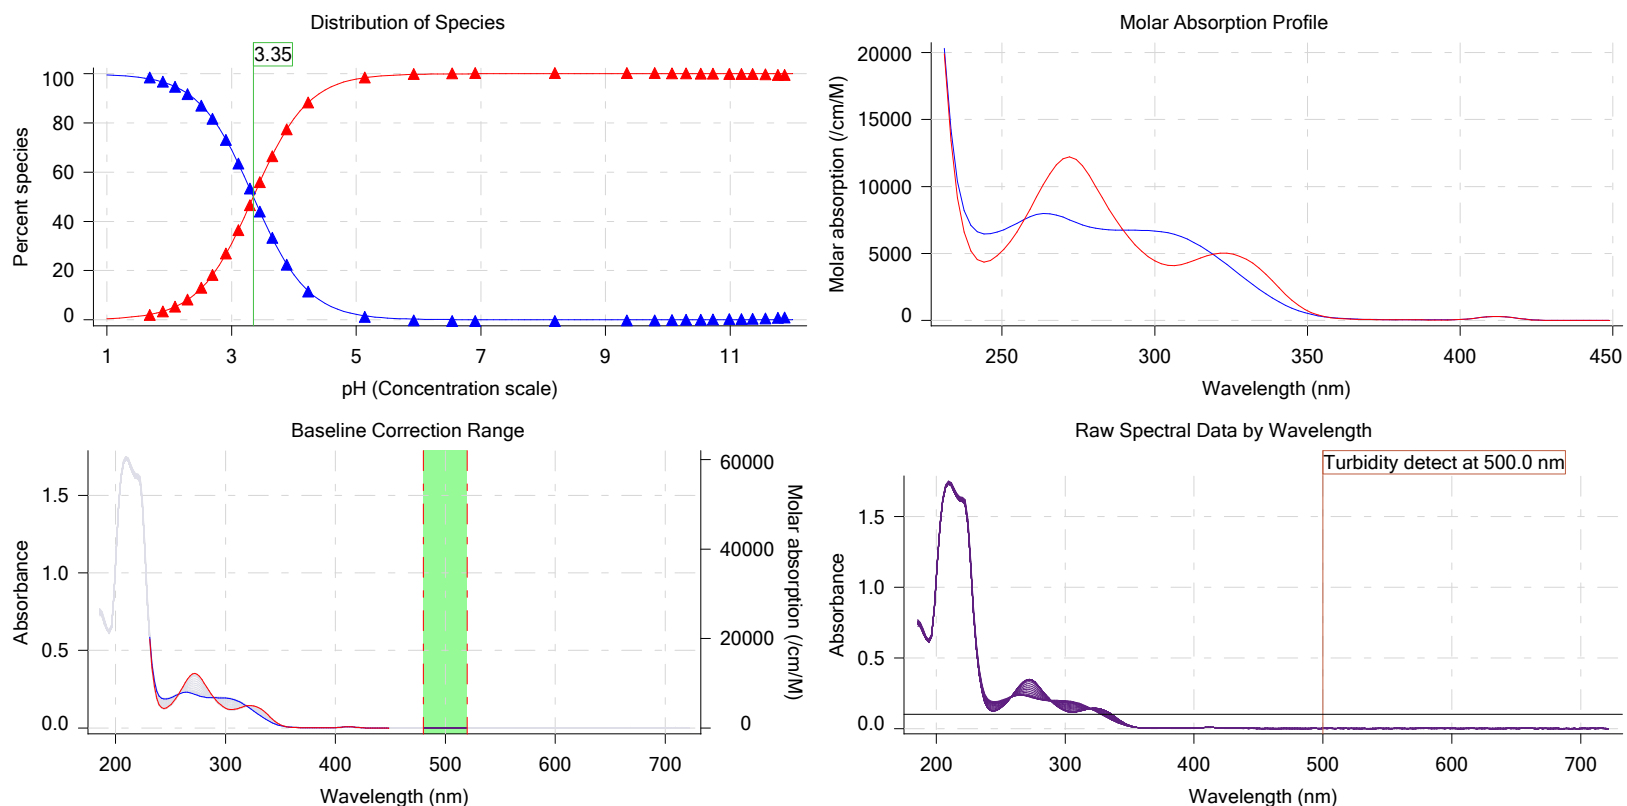 Distribution of Species
3.35
100
80
60
40
20
0
Percent species
1 3 5 7 9 11
pH (Concentration scale)
Molar Absorption Profile
20000
15000
10000
5000
0
Molar absorption (/cm/M)
250 300 350 400 450
Wavelength (nm)
Baseline Correction Range
1.5
1.0
0.5
0.0
Absorbance
60000
40000
20000
0
Molar absorption (/cm/M)
200 300 400 500 600 700
Wavelength (nm)
Raw Spectral Data by Wavelength
Turbidity detect at 500.0 nm
1.5
1.0
0.5
0.0
Absorbance
200 300 400 500 600 700
Wavelength (nm)